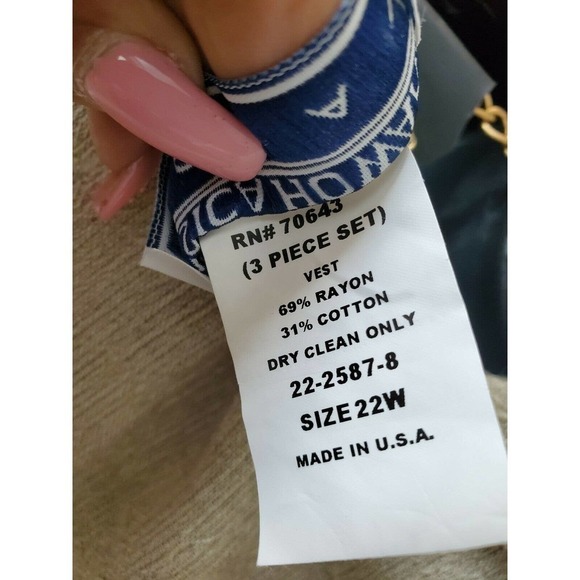 RN# 70643
(3 PIECE SET)
VEST
69% RAYON
31% COTTON
DRY CLEAN ONLY
22-2587-8
SIZE 22W
MADE IN U.S.A.